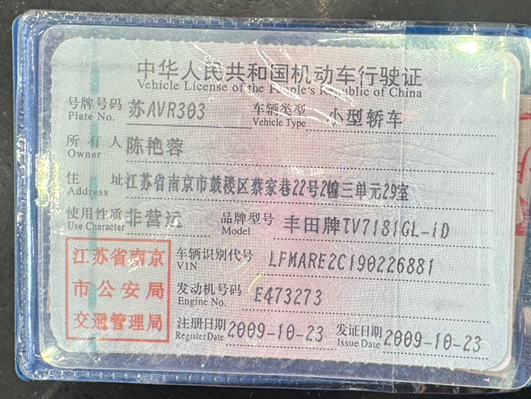 中华人民共和国机动车行驶证
Vehicle License of the People's Republic of China
号牌号码 苏AVR303 车辆类型 小型轿车
Plate No. Vehicle Type
所有人 陈艳蓉
Owner
住址 江苏省南京市鼓楼区蔡家巷22号2幢三单元29室
Address
使用性质 非营运 品牌型号 丰田牌TV7181GL-iD
Use Character Model
江苏省南京
市公安局
交通管理局
车辆识别代号 LFMARE2C190226881
VIN
发动机号码 E473273
Engine No.
注册日期 2009-10-23 发证日期 2009-10-23
Register Date Issue Date